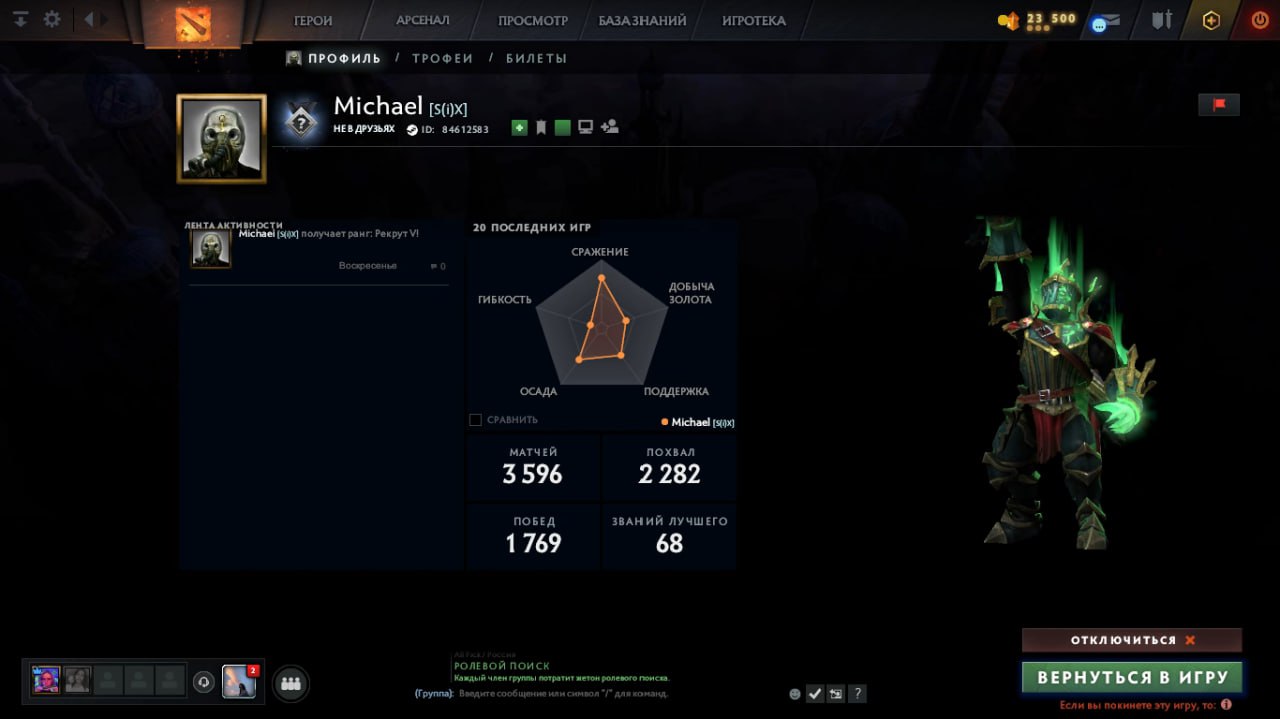 ГЕРОИ АРСЕНАЛ ПРОСМОТР БАЗА ЗНАНИЙ ИГРОТЕКА 23 500
ПРОФИЛЬ / ТРОФЕИ / БИЛЕТЫ
Michael [S(i)X]
НЕ В ДРУЗЬЯХ ID: 84612583
ЛЕНТА АКТИВНОСТИ
Michael [S(i)X] получает ранг: Рекрут V!
Воскресенье 0
20 ПОСЛЕДНИХ ИГР
СРАЖЕНИЕ
ДОБЫЧА
ЗОЛОТА
ГИБКОСТЬ
ОСАДА
ПОДДЕРЖКА
СРАВНИТЬ
Michael [S(i)X]
МАТЧЕЙ
3 596
ПОХВАЛ
2 282
ПОБЕД
1 769
ЗВАНИЙ ЛУЧШЕГО
68
ОТКЛЮЧИТЬСЯ
ВЕРНУТЬСЯ В ИГРУ
Если вы покинете эту игру, то:
2
All Pick / Россия
РОЛЕВОЙ ПОИСК
Каждый член группы потратит жетон ролевого поиска.
(Группа): Введите сообщение или символ "/" для команд.
?